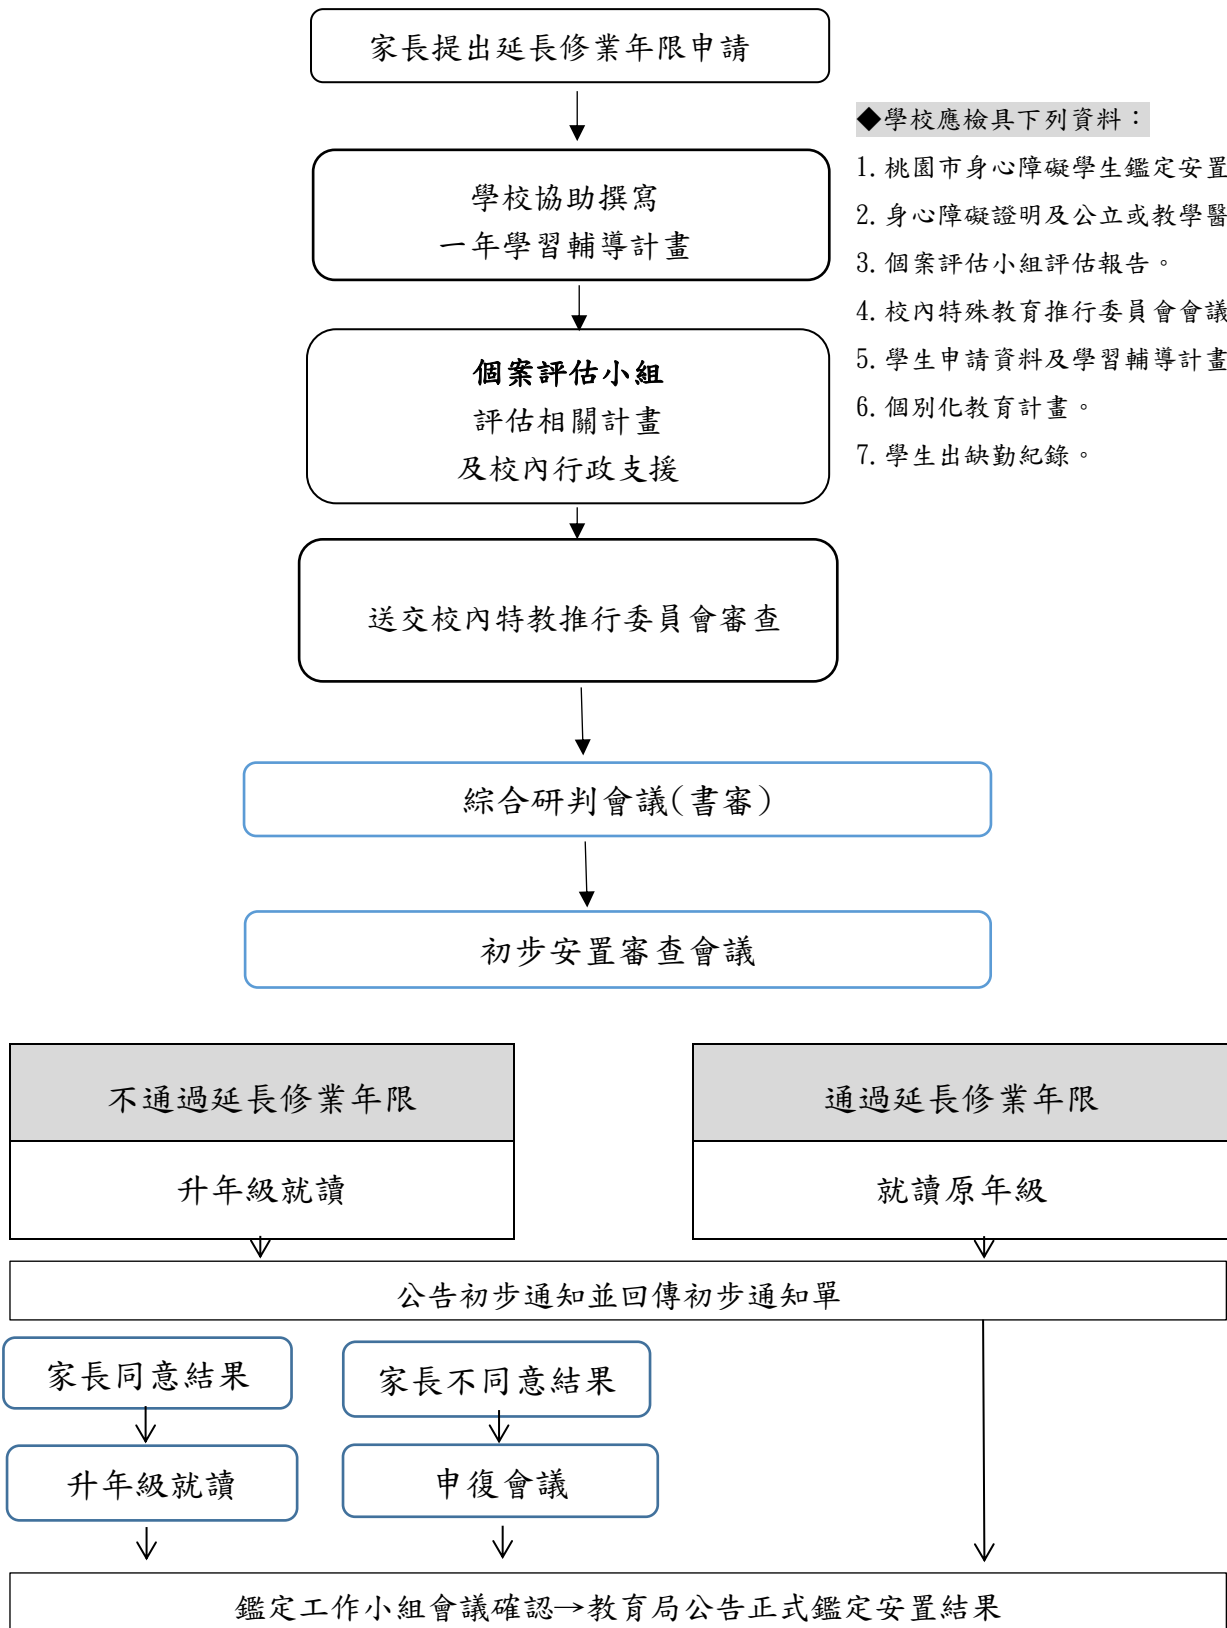 家長提出延長修業年限申請
學校協助撰寫
一年學習輔導計畫
個案評估小組
評估相關計畫
及校內行政支援
送交校內特教推行委員會審查
◆學校應檢具下列資料：
1.桃園市身心障礙學生鑑定安置
2.身心障礙證明及公立或教學醫
3.個案評估小組評估報告。
4.校內特殊教育推行委員會會議
5.學生申請資料及學習輔導計畫
6.個別化教育計畫。
7.學生出缺勤紀錄。
綜合研判會議(書審)
初步安置審查會議
不通過延長修業年限
升年級就讀
通過延長修業年限
就讀原年級
公告初步通知並回傳初步通知單
家長同意結果
家長不同意結果
升年級就讀
申復會議
鑑定工作小組會議確認→教育局公告正式鑑定安置結果